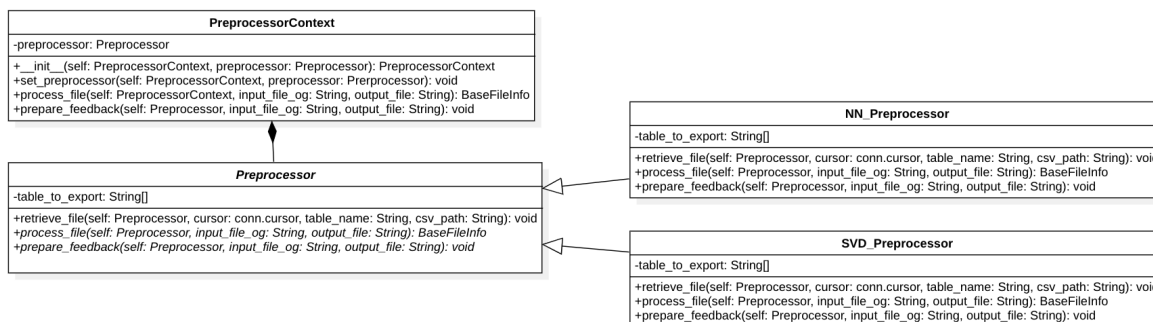 PreprocessorContext
-preprocessor: Preprocessor
+__init__(self: PreprocessorContext, preprocessor: Preprocessor): PreprocessorContext
+set_preprocessor(self: PreprocessorContext, preprocessor: Prerprocessor): void
+process_file(self: PreprocessorContext, input_file_og: String, output_file: String): BaseFileInfo
+prepare_feedback(self: Preprocessor, input_file_og: String, output_file: String): void
Preprocessor
-table_to_export: String[]
+retrieve_file(self: Preprocessor, cursor: conn.cursor, table_name: String, csv_path: String): void
+process_file(self: Preprocessor, input_file_og: String, output_file: String): BaseFileInfo
+prepare_feedback(self: Preprocessor, input_file_og: String, output_file: String): void
NN_Preprocessor
-table_to_export: String[]
+retrieve_file(self: Preprocessor, cursor: conn.cursor, table_name: String, csv_path: String): void
+process_file(self: Preprocessor, input_file_og: String, output_file: String): BaseFileInfo
+prepare_feedback(self: Preprocessor, input_file_og: String, output_file: String): void
SVD_Preprocessor
-table_to_export: String[]
+retrieve_file(self: Preprocessor, cursor: conn.cursor, table_name: String, csv_path: String): void
+process_file(self: Preprocessor, input_file_og: String, output_file: String): BaseFileInfo
+prepare_feedback(self: Preprocessor, input_file_og: String, output_file: String): void